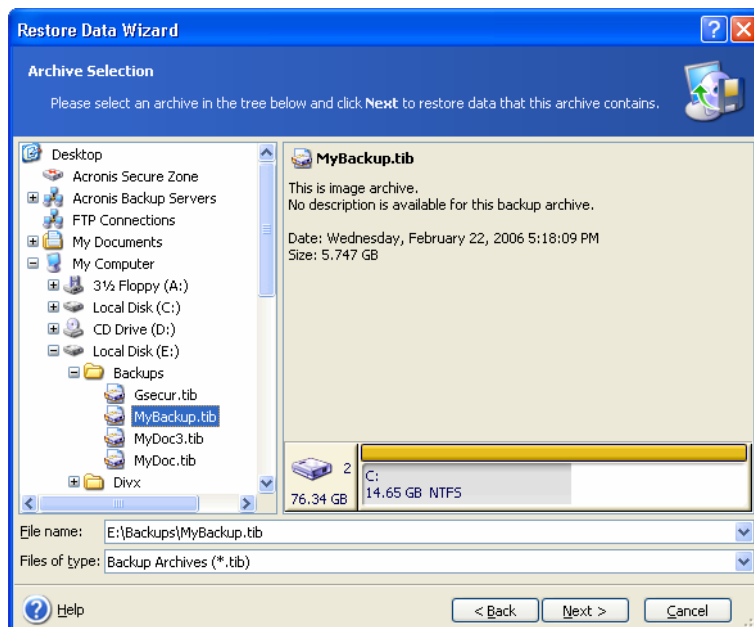 Restore Data Wizard
Archive Selection
Please select an archive in the tree below and click Next to restore data that this archive contains.
Desktop
Acronis Secure Zone
Acronis Backup Servers
FTP Connections
My Documents
My Computer
3½ Floppy (A:)
Local Disk (C:)
CD Drive (D:)
Local Disk (E:)
Backups
Gsecur.tib
MyBackup.tib
MyDoc3.tib
MyDoc.tib
Divx
MyBackup.tib
This is image archive.
No description is available for this backup archive.
Date: Wednesday, February 22, 2006 5:18:09 PM
Size: 5.747 GB
2
76.34 GB
C:
14.65 GB NTFS
File name: E:\Backups\MyBackup.tib
Files of type: Backup Archives (*.tib)
Help
< Back
Next >
Cancel